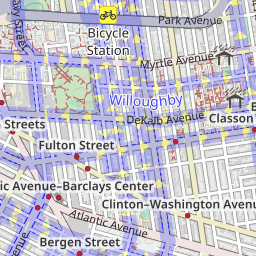 Park Avenue
Bicycle
Station
Myrtle Avenue
Willoughby
DeKalb Avenue
Classon
Streets
Fulton Street
ic Avenue–Barclays Center
Clinton–Washington Avenu
Atlantic Avenue
Bergen Street